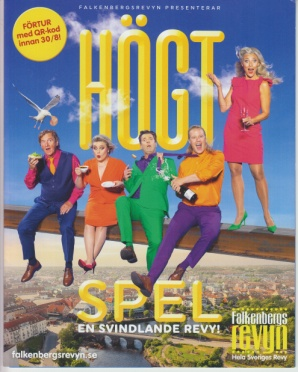 FALKENBERGSREVYN PRESENTERAR
FÖRTUR
med QR-kod
innan 30/8!
HÖGT
SPEL
EN SVINDLANDE REVY!
Falkenbergs
revyn
Hela Sveriges Revy
falkenbergsrevyn.se